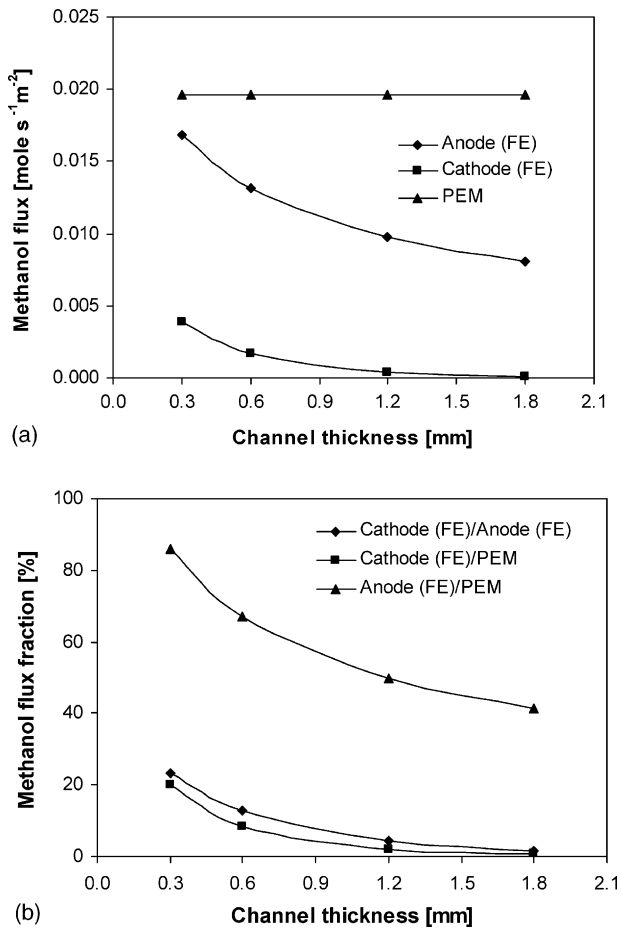 0.025
0.020
0.015
0.010
0.005
0.000
Methanol flux [mole s⁻¹m⁻²]
Anode (FE)
Cathode (FE)
PEM
0.0 0.3 0.6 0.9 1.2 1.5 1.8 2.1
(a) Channel thickness [mm]
100
80
60
40
20
0
Methanol flux fraction [%]
Cathode (FE)/Anode (FE)
Cathode (FE)/PEM
Anode (FE)/PEM
0.0 0.3 0.6 0.9 1.2 1.5 1.8 2.1
(b) Channel thickness [mm]